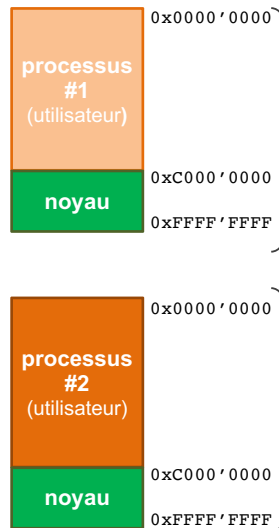 0x0000'0000
processus
#1
(utilisateur)
0xC000'0000
noyau
0xFFFF'FFFF
0x0000'0000
processus
#2
(utilisateur)
0xC000'0000
noyau
0xFFFF'FFFF